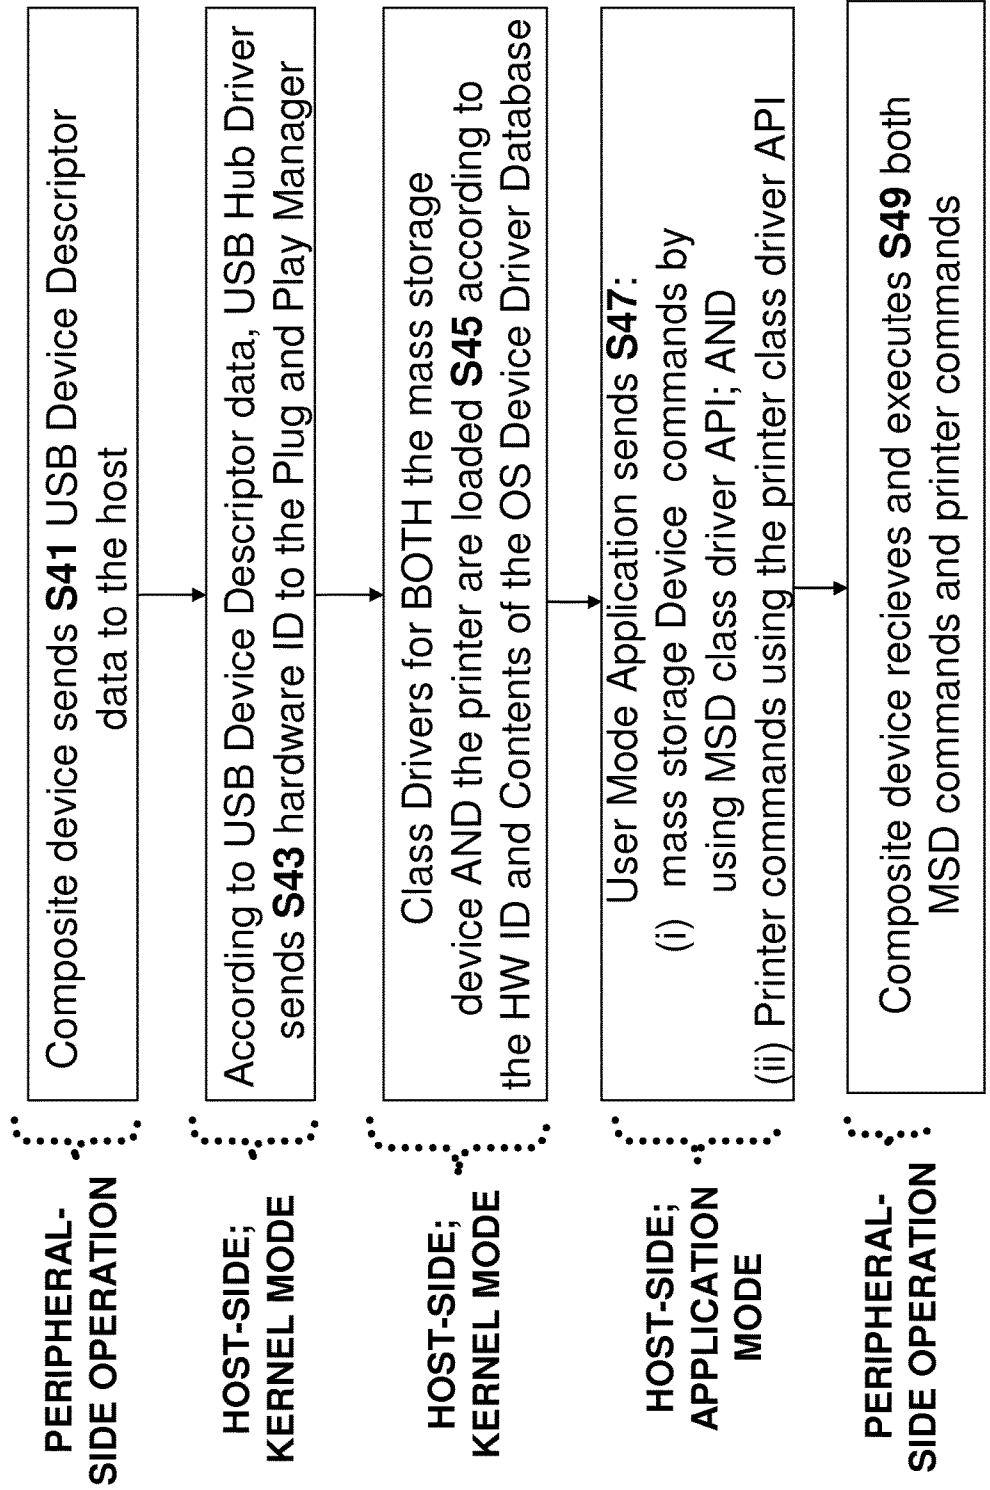 PERIPHERAL-
SIDE OPERATION
Composite device sends S41 USB Device Descriptor
data to the host
HOST-SIDE;
KERNEL MODE
According to USB Device Descriptor data, USB Hub Driver
sends S43 hardware ID to the Plug and Play Manager
HOST-SIDE;
KERNEL MODE
Class Drivers for BOTH the mass storage
device AND the printer are loaded S45 according to
the HW ID and Contents of the OS Device Driver Database
HOST-SIDE;
APPLICATION
MODE
User Mode Application sends S47:
(i) mass storage Device commands by
using MSD class driver API; AND
(ii) Printer commands using the printer class driver API
PERIPHERAL-
SIDE OPERATION
Composite device recieves and executes S49 both
MSD commands and printer commands